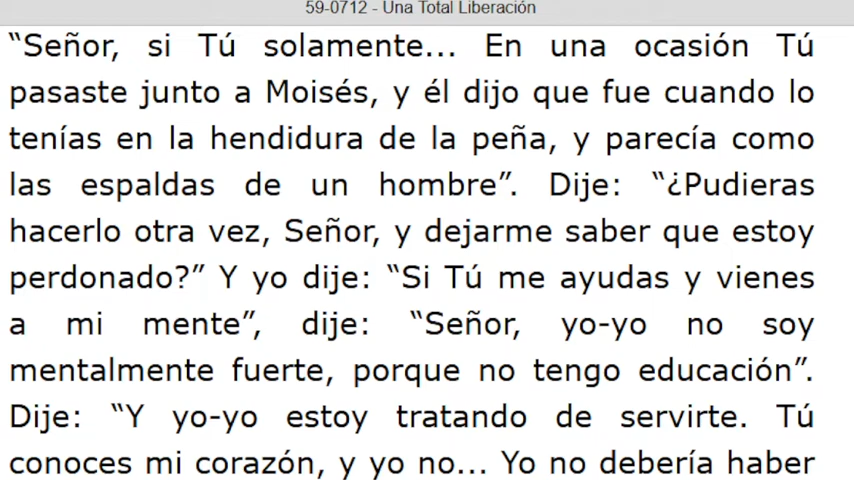 59-0712 - Una Total Liberación
“Señor, si Tú solamente... En una ocasión Tú
pasaste junto a Moisés, y él dijo que fue cuando lo
tenías en la hendidura de la peña, y parecía como
las espaldas de un hombre”. Dije: “¿Pudieras
hacerlo otra vez, Señor, y dejarme saber que estoy
perdonado?” Y yo dije: “Si Tú me ayudas y vienes
a mi mente”, dije: “Señor, yo-yo no soy
mentalmente fuerte, porque no tengo educación”.
Dije: “Y yo-yo estoy tratando de servirte. Tú
conoces mi corazón, y yo no... Yo no debería haber